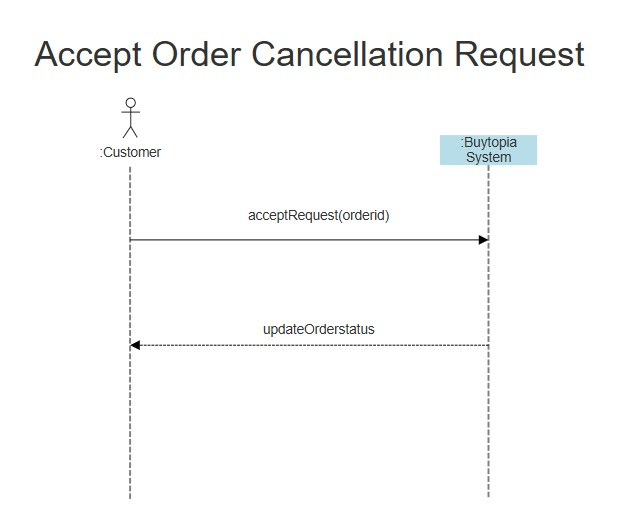 Accept Order Cancellation Request
:Customer
:Buytopia
System
acceptRequest(orderid)
updateOrderstatus